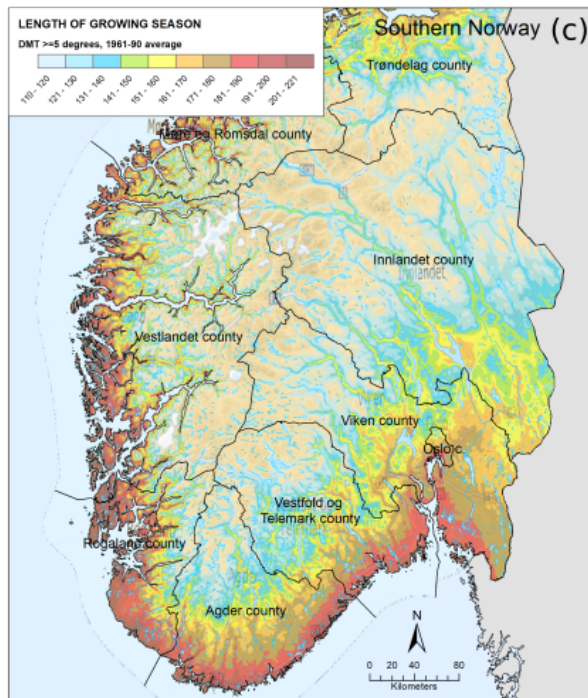 LENGTH OF GROWING SEASON
DMT >=5 degrees, 1961-90 average
110 - 120
121 - 130
131 - 140
141 - 150
151 - 160
161 - 170
171 - 180
181 - 190
191 - 200
201 - 221
Southern Norway (c)
Trøndelag county
Møre og Romsdal county
Innlandet county
Innlandet
Vestlandet county
Viken county
Oslo c.
Vestfold og
Telemark county
Rogaland county
Agder county
N
0 20 40 80
Kilometers